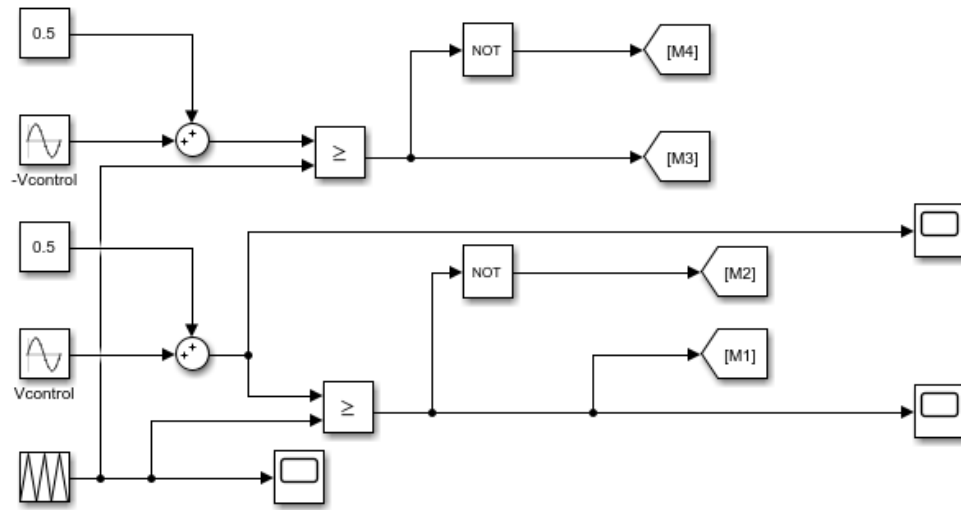 0.5
NOT
[M4]
-Vcontrol
≥
[M3]
0.5
NOT
[M2]
Vcontrol
[M1]
≥